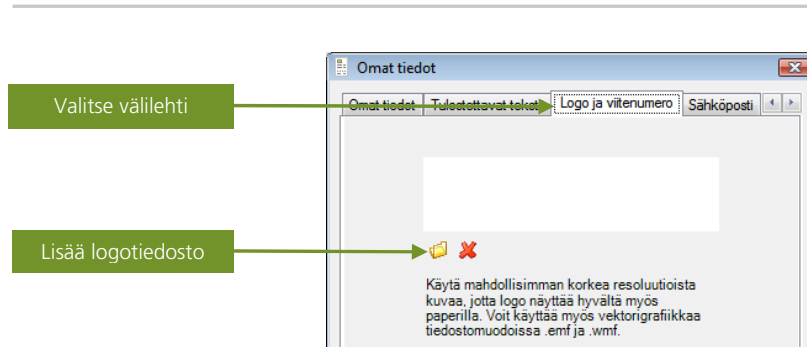 Omat tiedot
Valitse välilehti
Omat tiedot Tulostettavat tekstit Logo ja viitenumero Sähköposti
Lisää logotiedosto
Käytä mahdollisimman korkea resoluutioista
kuvaa, jotta logo näyttää hyvältä myös
paperilla. Voit käyttää myös vektorigrafiikkaa
tiedostomuodoissa .emf ja .wmf.